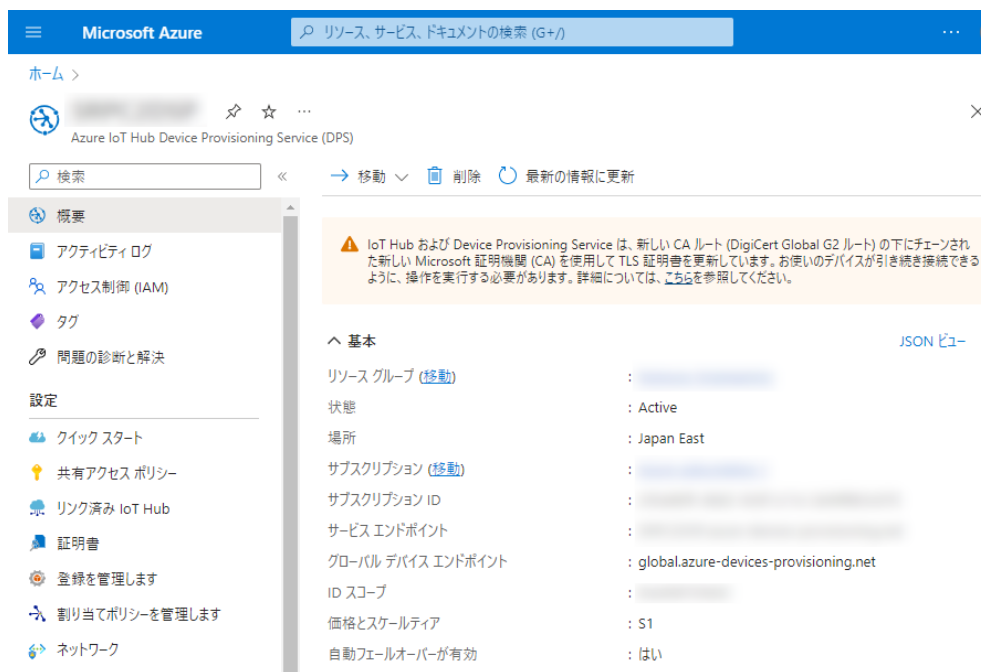 Microsoft Azure
リソース、サービス、ドキュメントの検索 (G+/)
ホーム >
Azure IoT Hub Device Provisioning Service (DPS)
検索
移動
削除
最新の情報に更新
概要
アクティビティ ログ
アクセス制御 (IAM)
タグ
問題の診断と解決
設定
クイック スタート
共有アクセス ポリシー
リンク済み IoT Hub
証明書
登録を管理します
割り当てポリシーを管理します
ネットワーク
IoT Hub および Device Provisioning Service は、新しい CA ルート (DigiCert Global G2 ルート) の下にチェーンされ
た新しい Microsoft 証明機関 (CA) を使用して TLS 証明書を更新しています。お使いのデバイスが引き続き接続できる
ように、操作を実行する必要があります。詳細については、こちらを参照してください。
基本
JSON ビュー
リソース グループ (移動) :
状態 : Active
場所 : Japan East
サブスクリプション (移動) :
サブスクリプション ID :
サービス エンドポイント :
グローバル デバイス エンドポイント : global.azure-devices-provisioning.net
ID スコープ :
価格とスケールティア : S1
自動フェールオーバーが有効 : はい